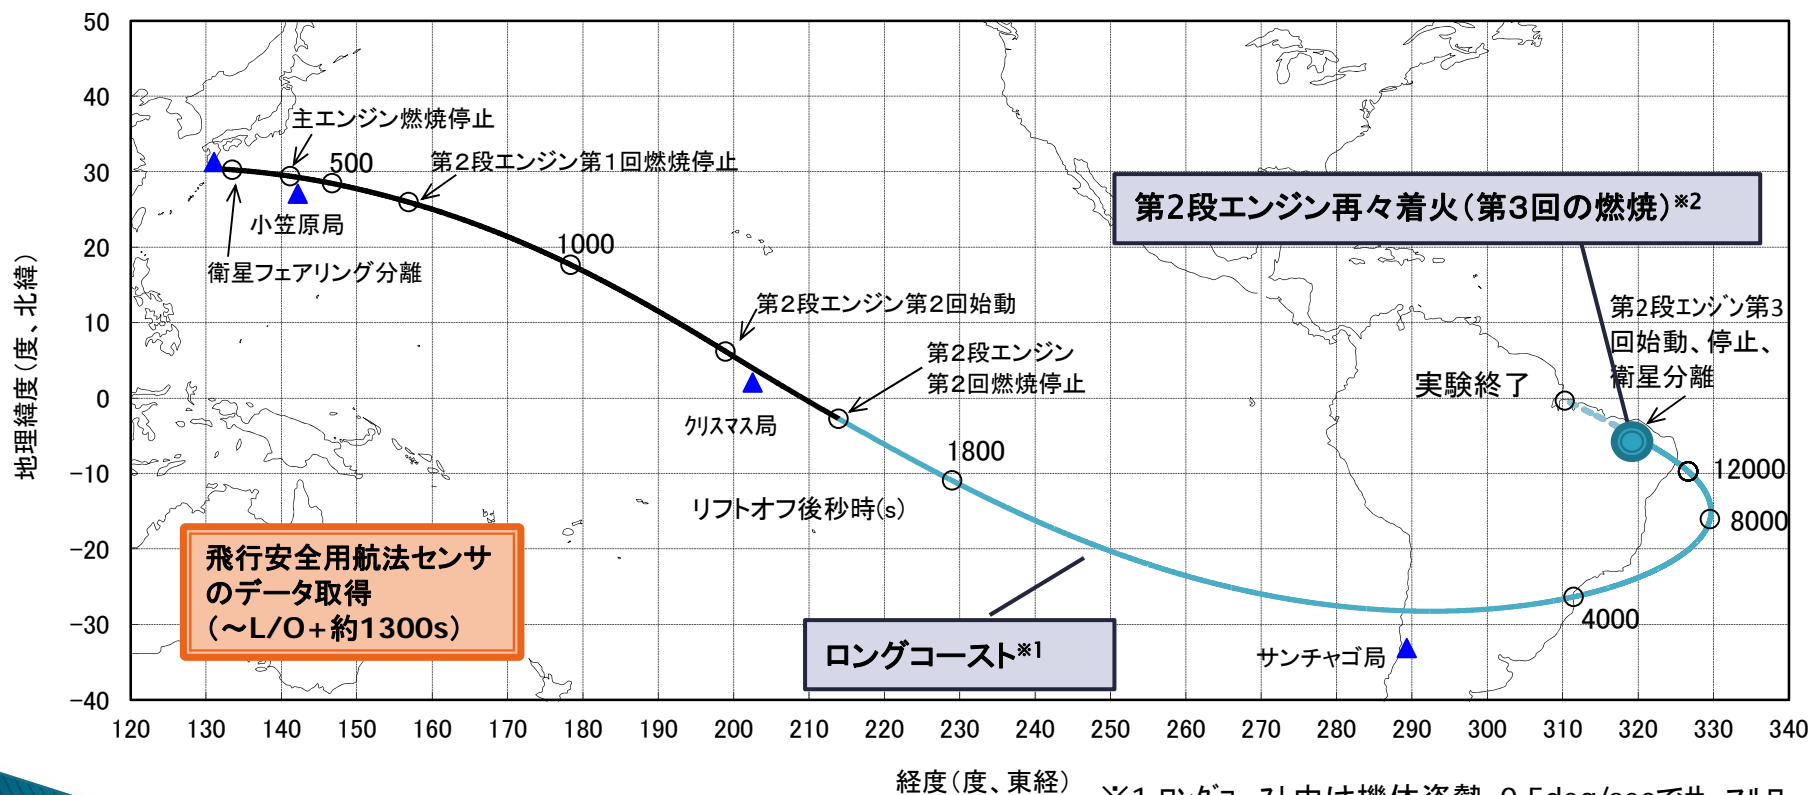 50
40
30
20
10
0
-10
-20
-30
-40
地理緯度(度、北緯)
主エンジン燃焼停止
500
第2段エンジン第1回燃焼停止
小笠原局
衛星フェアリング分離
1000
第2段エンジン再々着火(第3回の燃焼)※2
第2段エンジン第2回始動
第2段エンジン第3
回始動、停止、
衛星分離
第2段エンジン
第2回燃焼停止
実験終了
クリスマス局
1800
12000
リフトオフ後秒時(s)
8000
飛行安全用航法センサ
のデータ取得
(~L/O+約1300s)
4000
ロングコースト※1
サンチャゴ局
120 130 140 150 160 170 180 190 200 210 220 230 240 250 260 270 280 290 300 310 320 330 340
経度(度、東経)